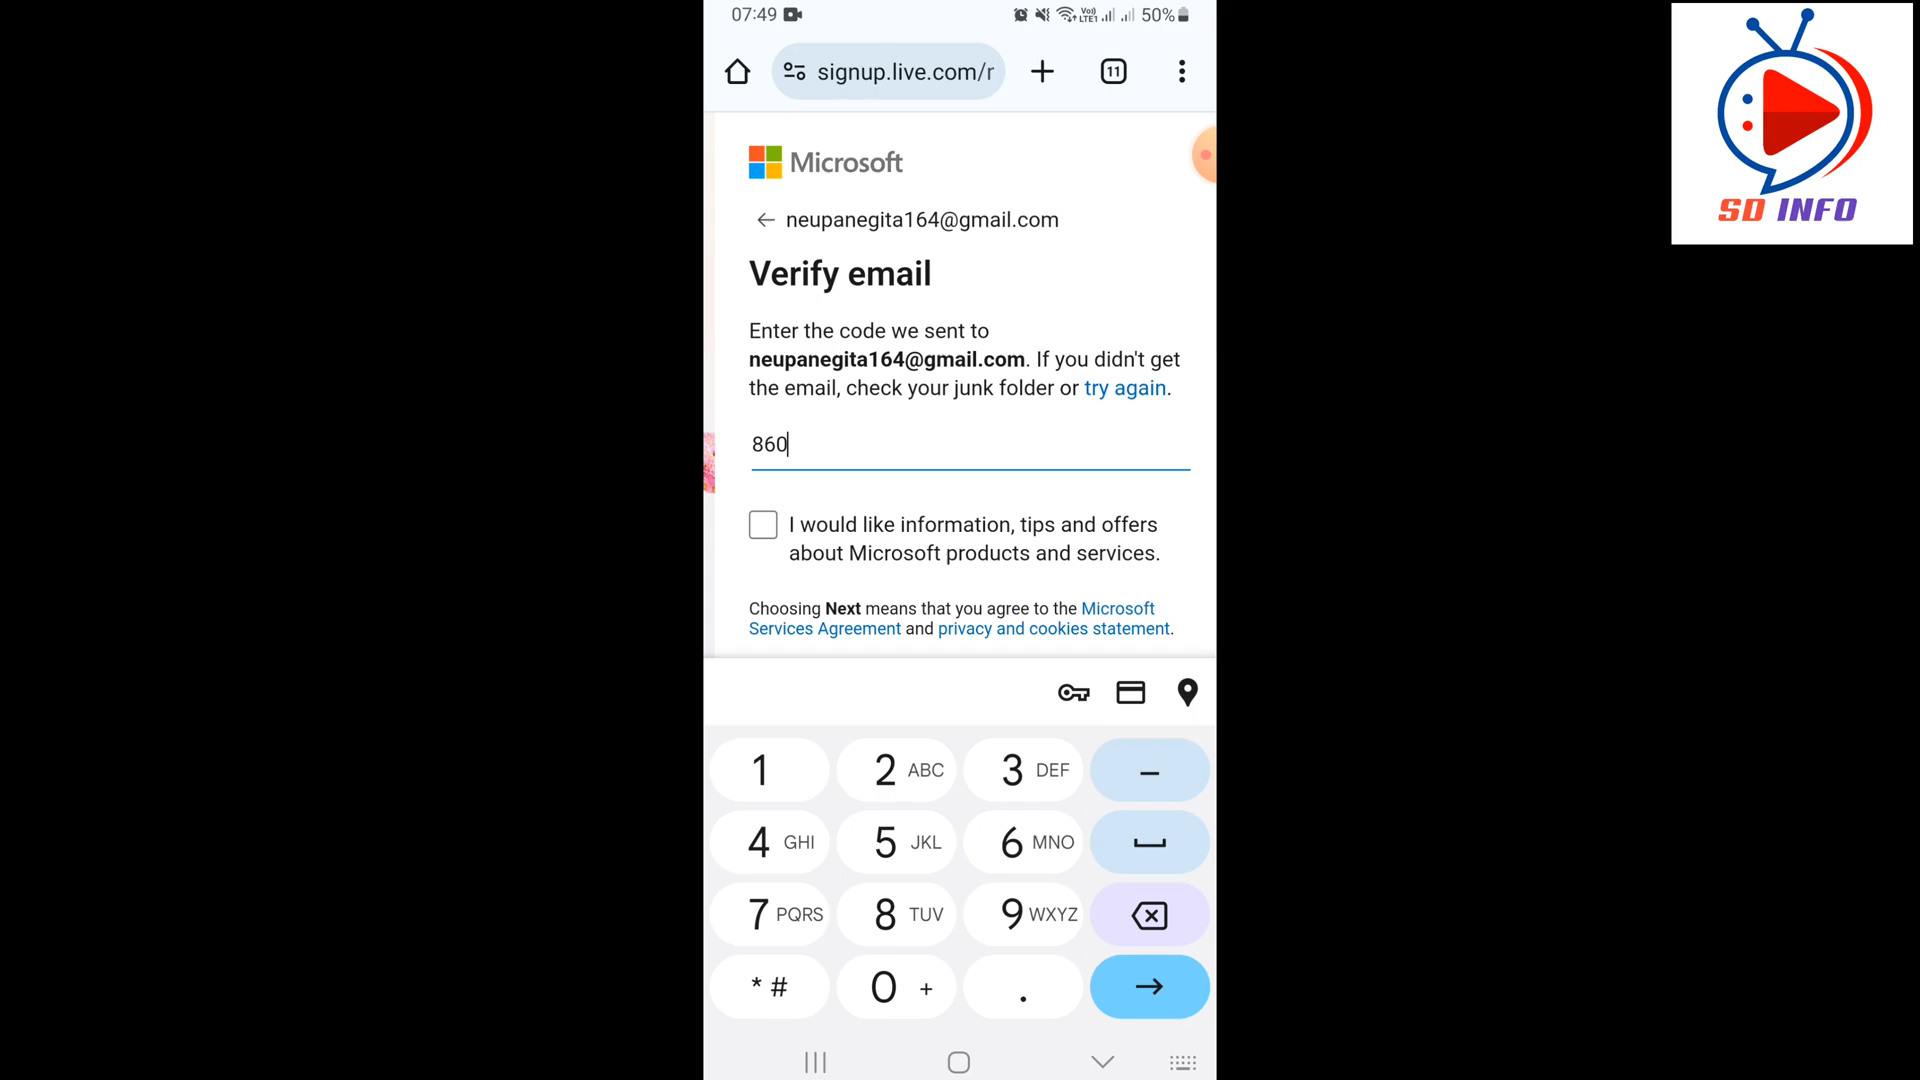 07:49 Vo) LTE1 50%
signup.live.com/r
11
Microsoft
neupanegita164@gmail.com
Verify email
Enter the code we sent to
neupanegita164@gmail.com. If you didn't get
the email, check your junk folder or try again.
860
I would like information, tips and offers
about Microsoft products and services.
Choosing Next means that you agree to the Microsoft
Services Agreement and privacy and cookies statement.
1 2 ABC 3 DEF –
4 GHI 5 JKL 6 MNO
7 PQRS 8 TUV 9 WXYZ
* # 0 + .
SD INFO